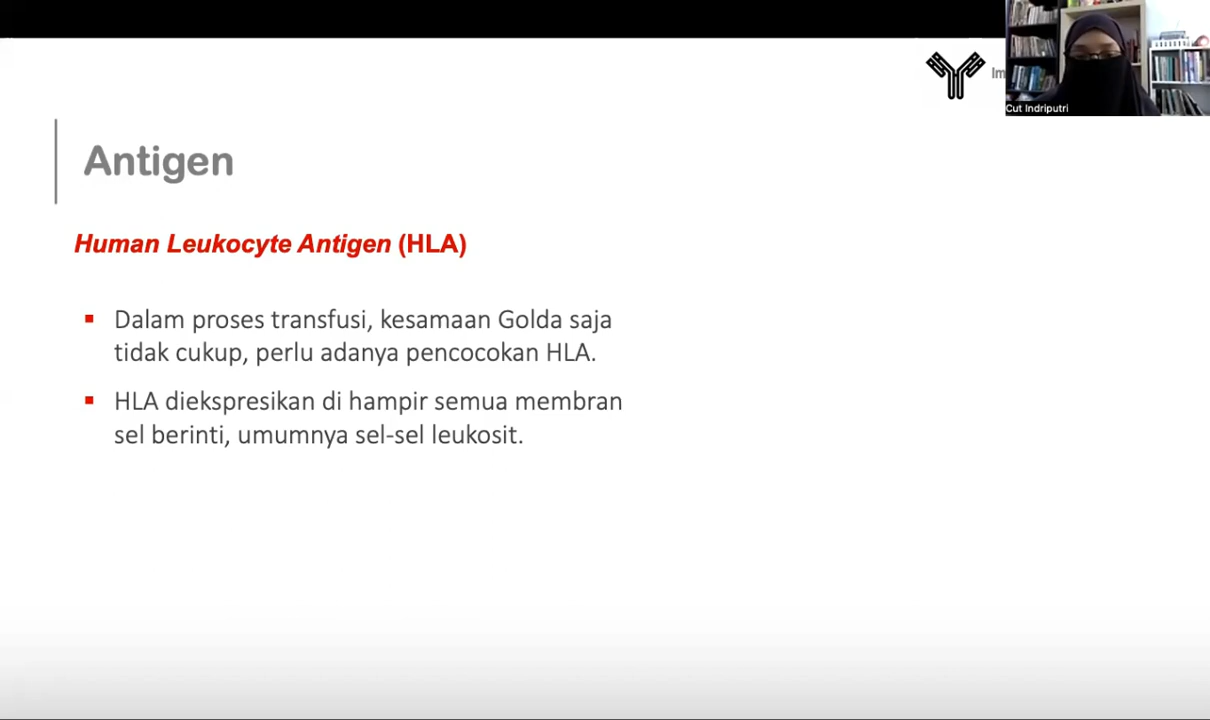 Cut Indriputri
Antigen
Human Leukocyte Antigen (HLA)
▪ Dalam proses transfusi, kesamaan Golda saja
tidak cukup, perlu adanya pencocokan HLA.
▪ HLA diekspresikan di hampir semua membran
sel berinti, umumnya sel-sel leukosit.